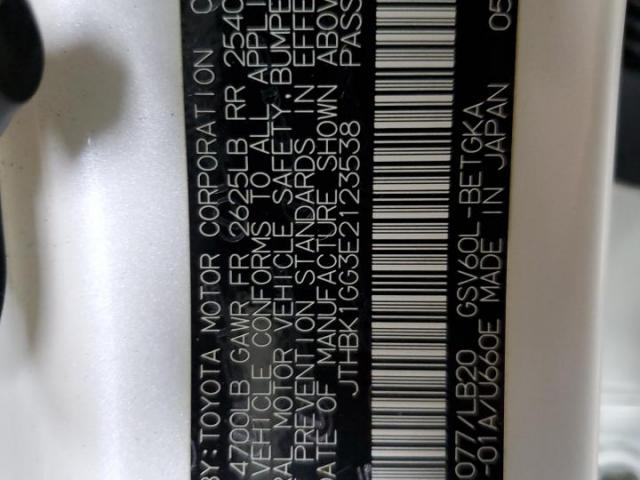 BY:TOYOTA MOTOR CORPORATION
4700LB GAWR FR 2625LB RR 2540
VEHICLE CONFORMS TO ALL APPLI
RAL MOTOR VEHICLE SAFETY,BUMPE
PREVENTION STANDARDS IN EFFE
DATE OF MANUFACTURE SHOWN ABOV
JTHBK1GG3E2123538 PASS
077/LB20 GSV60L-BETGKA
-01A/U660E MADE IN JAPAN 05